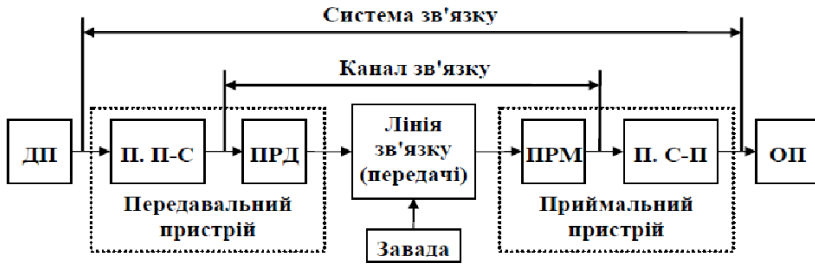 Система зв'язку
Канал зв'язку
ДП
П. П-С
ПРД
Лінія
зв'язку
(передачі)
ПРМ
П. С-П
ОП
Передавальний
пристрій
Приймальний
пристрій
Завада